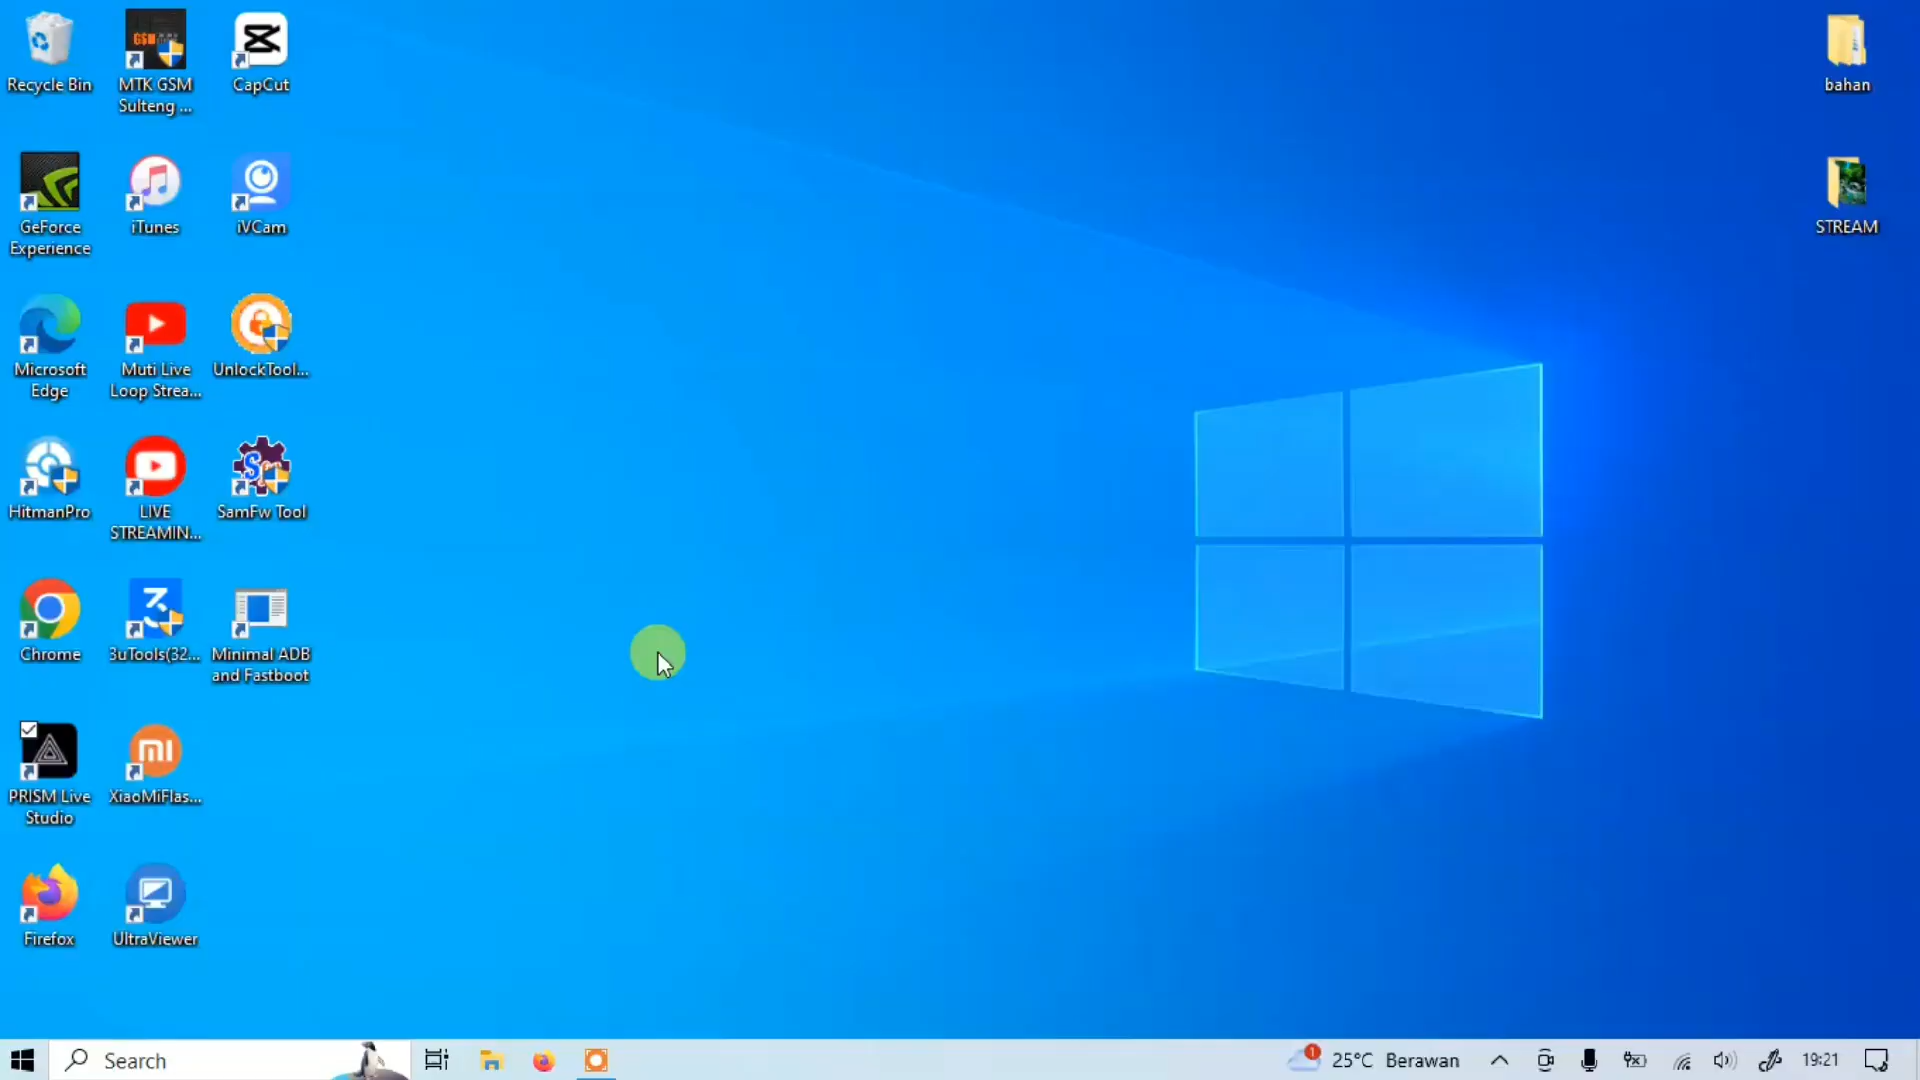 Recycle Bin
MTK GSM
Sulteng ...
CapCut
GeForce
Experience
iTunes
iVCam
Microsoft
Edge
Muti Live
Loop Strea...
UnlockTool...
HitmanPro
LIVE
STREAMIN...
SamFw Tool
Chrome
3uTools(32...
Minimal ADB
and Fastboot
PRISM Live
Studio
XiaoMiFlas...
Firefox
UltraViewer
bahan
STREAM
Search
1
25°C Berawan
19:21